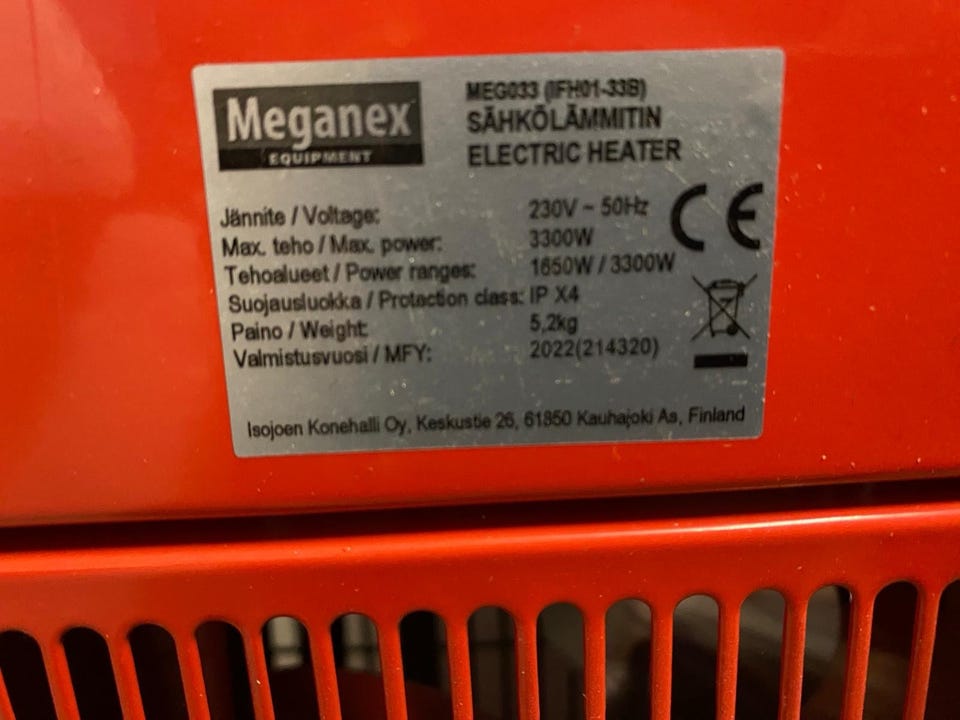 Meganex
EQUIPMENT
MEG033 (IFH01-33B)
SÄHKÖLÄMMITIN
ELECTRIC HEATER
Jännite / Voltage: 230V ~ 50Hz
Max. teho / Max. power: 3300W
Tehoalueet / Power ranges: 1650W / 3300W
Suojausluokka / Protection class: IP X4
Paino / Weight: 5,2kg
Valmistusvuosi / MFY: 2022(214320)
CE
Isojoen Konehalli Oy, Keskustie 26, 61850 Kauhajoki As, Finland